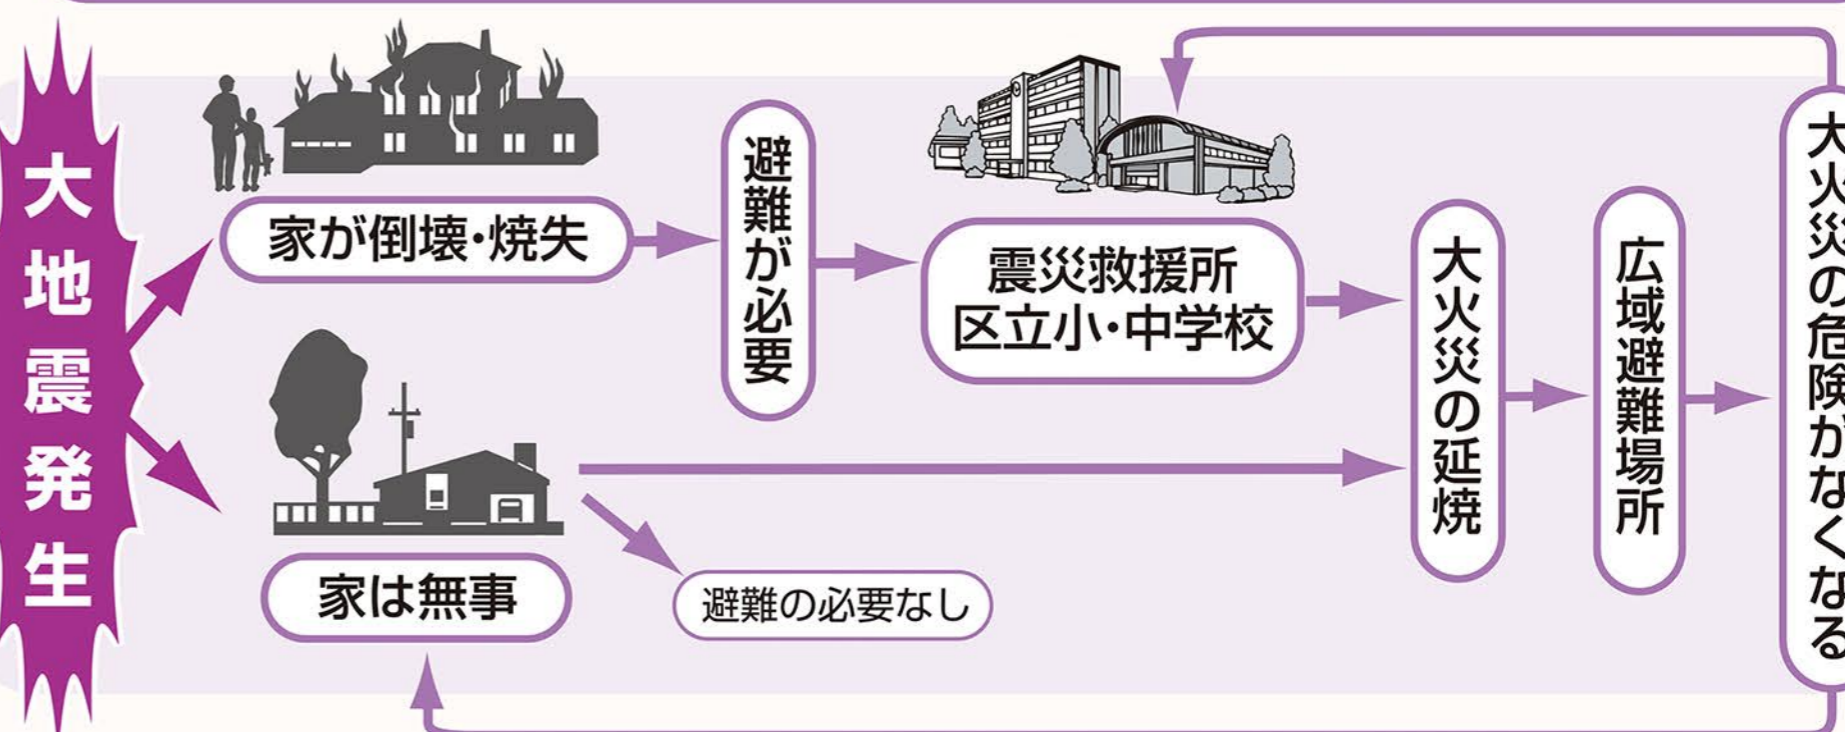 大地震発生
家が倒壊・焼失
避難が必要
震災救援所
区立小・中学校
家は無事
避難の必要なし
大火災の延焼
広域避難場所
大火災の危険がなくなる